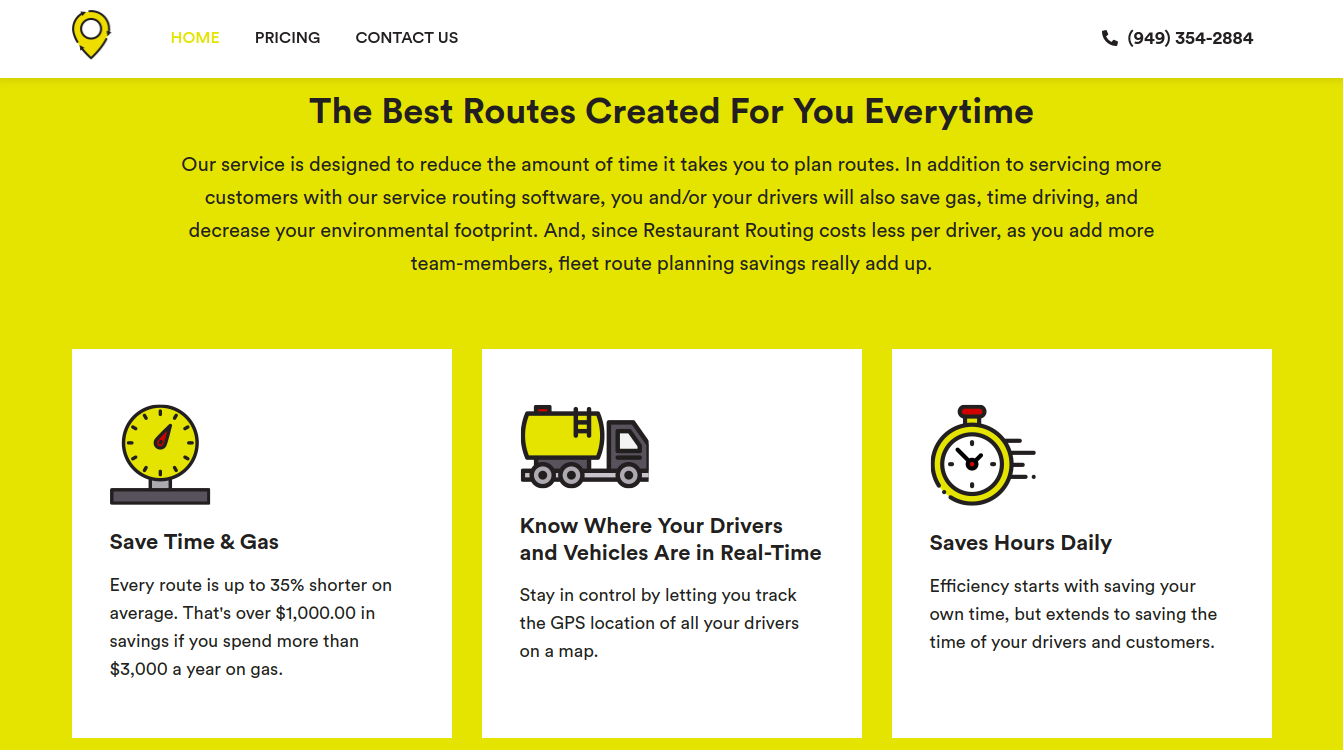 HOME PRICING CONTACT US (949) 354-2884
The Best Routes Created For You Everytime
Our service is designed to reduce the amount of time it takes you to plan routes. In addition to servicing more
customers with our service routing software, you and/or your drivers will also save gas, time driving, and
decrease your environmental footprint. And, since Restaurant Routing costs less per driver, as you add more
team-members, fleet route planning savings really add up.
Save Time & Gas
Every route is up to 35% shorter on
average. That's over $1,000.00 in
savings if you spend more than
$3,000 a year on gas.
Know Where Your Drivers
and Vehicles Are in Real-Time
Stay in control by letting you track
the GPS location of all your drivers
on a map.
Saves Hours Daily
Efficiency starts with saving your
own time, but extends to saving the
time of your drivers and customers.